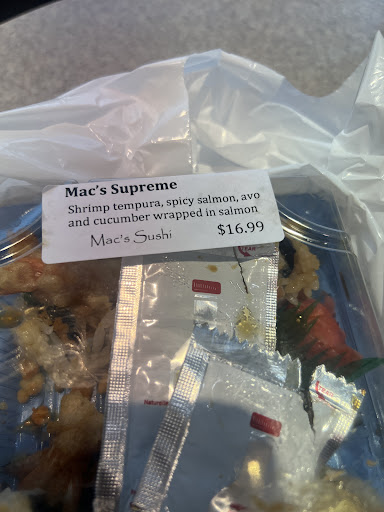 Mac's Supreme
Shrimp tempura, spicy salmon, avo
and cucumber wrapped in salmon
Mac's Sushi $16.99